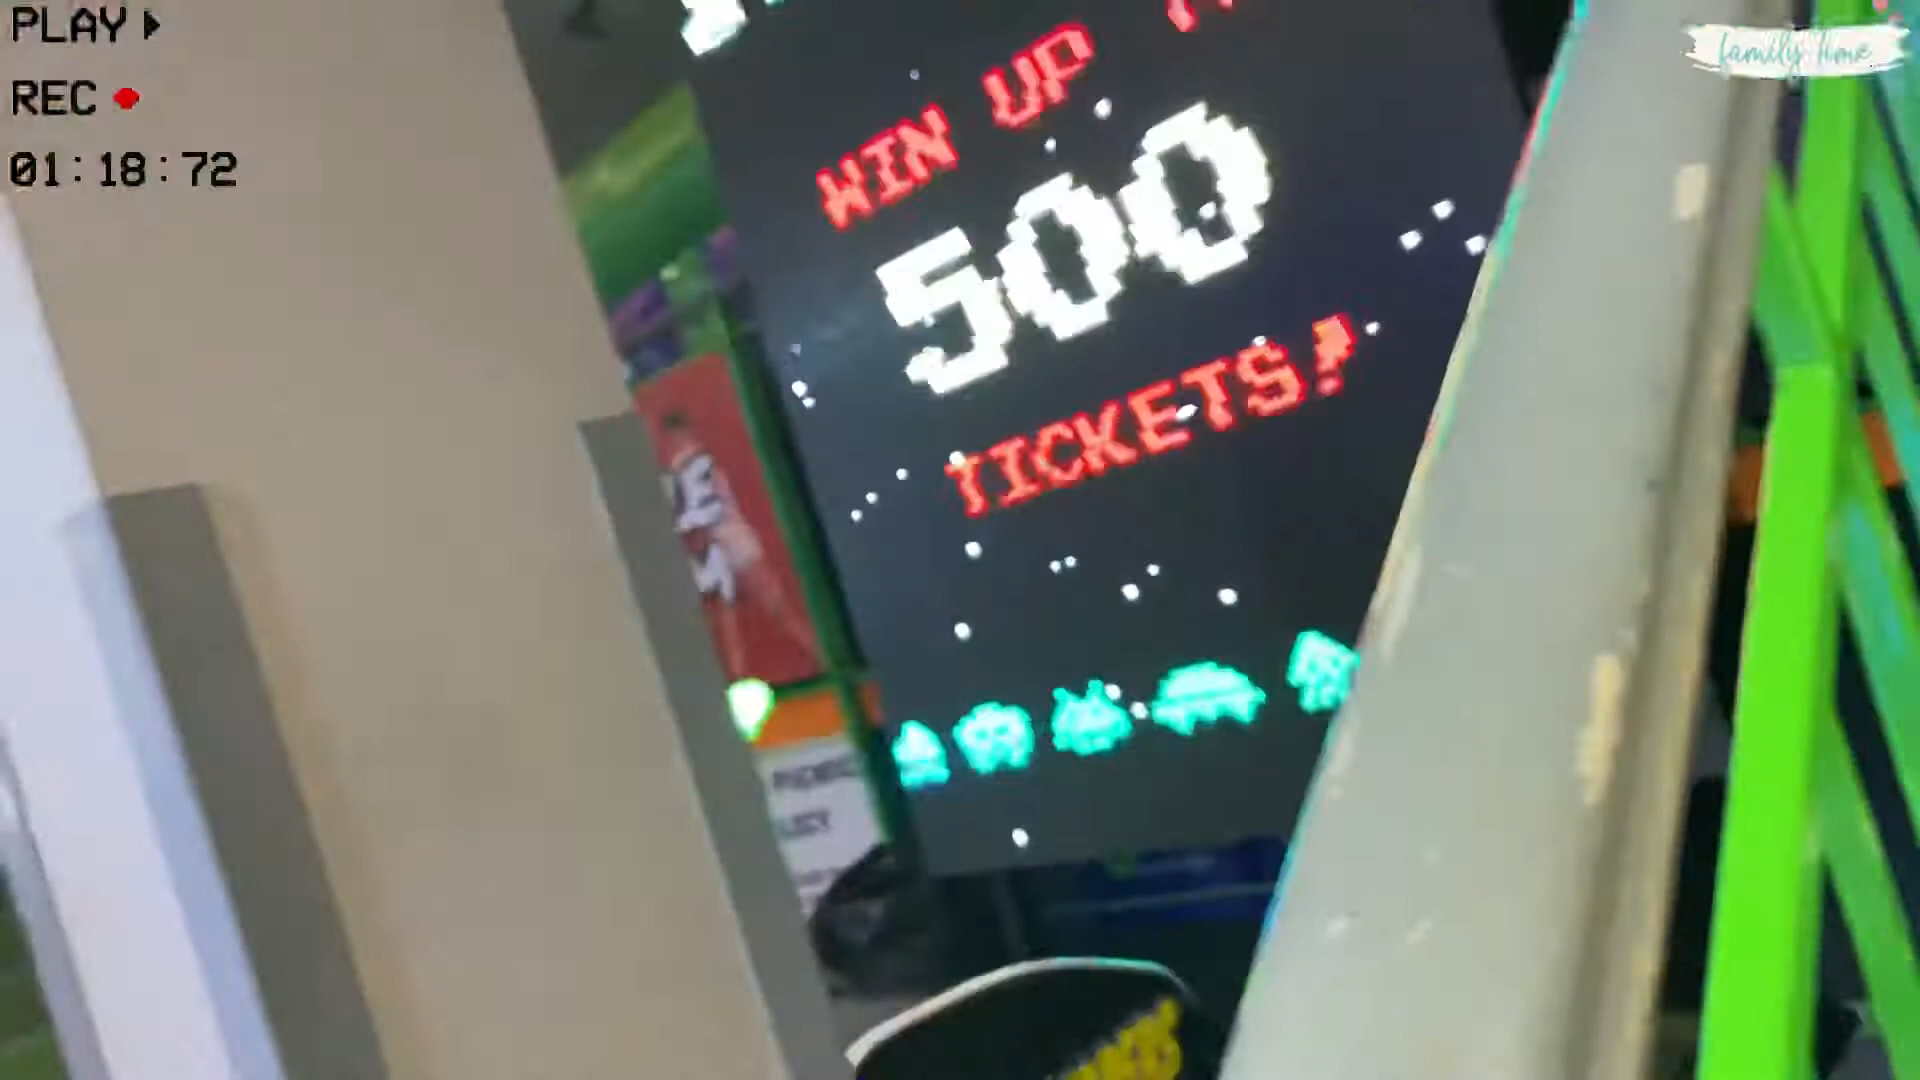 PLAY
REC
01:18:72
family time
WIN UP
500
TICKETS!